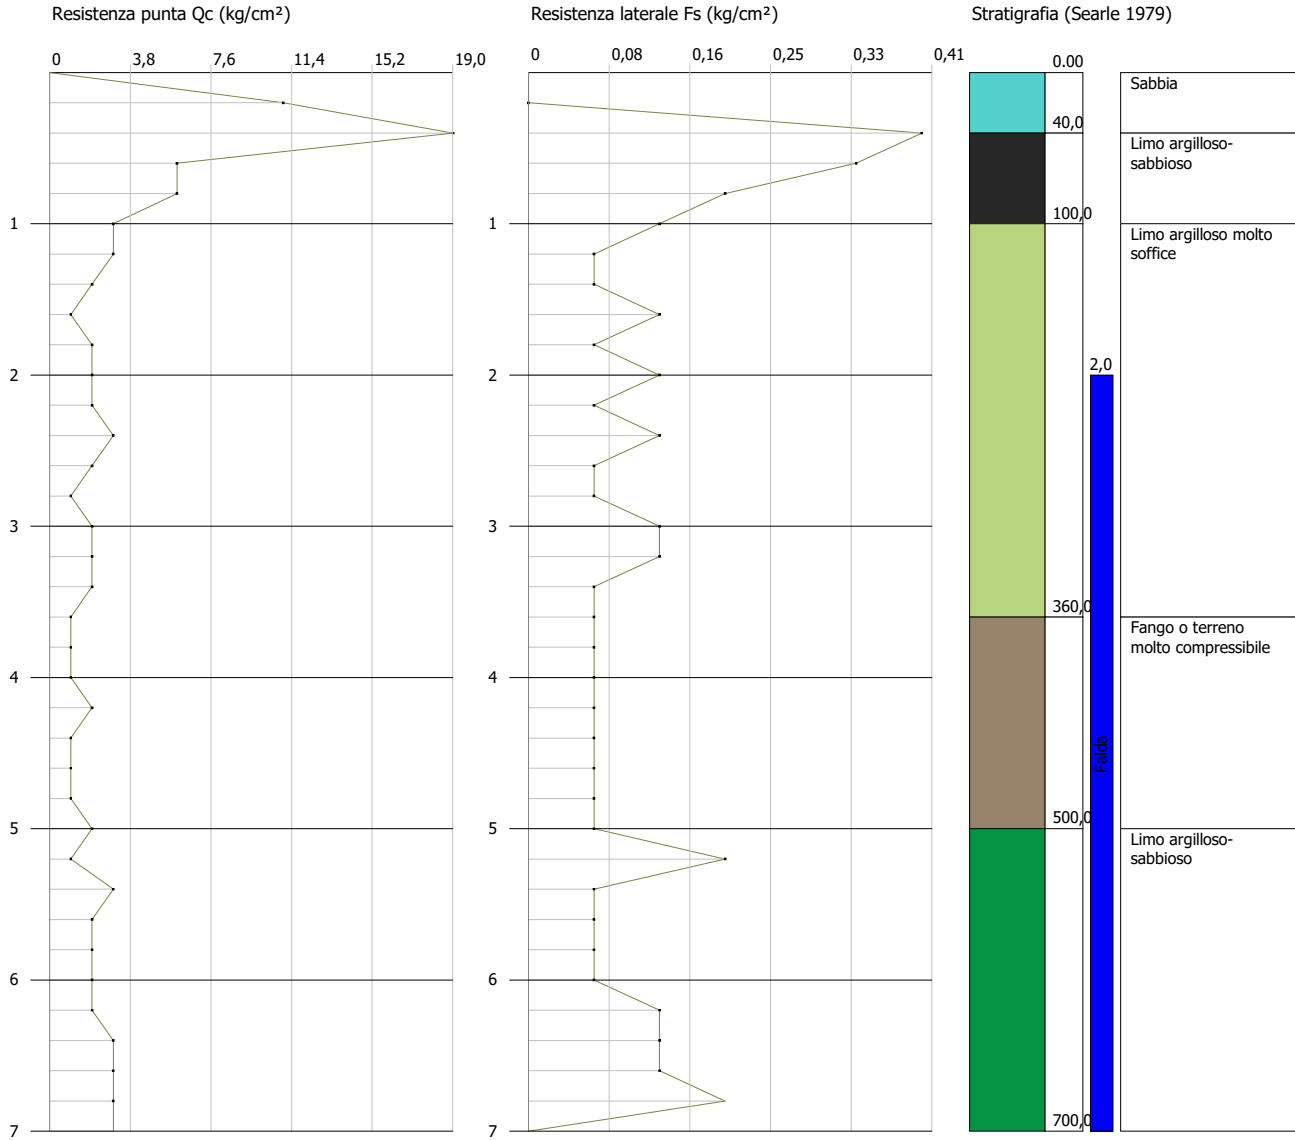 Resistenza punta Qc (kg/cm²)
Resistenza laterale Fs (kg/cm²)
Stratigrafia (Searle 1979)
0 3,8 7,6 11,4 15,2 19,0
0 0,08 0,16 0,25 0,33 0,41
0.00
Sabbia
40,0
Limo argilloso-
sabbioso
100,0
1 1
Limo argilloso molto
soffice
2 2
2,0
3 3
360,0
Fango o terreno
molto compressibile
4 4
Falda
500,0
5 5
Limo argilloso-
sabbioso
6 6
700,0
7 7